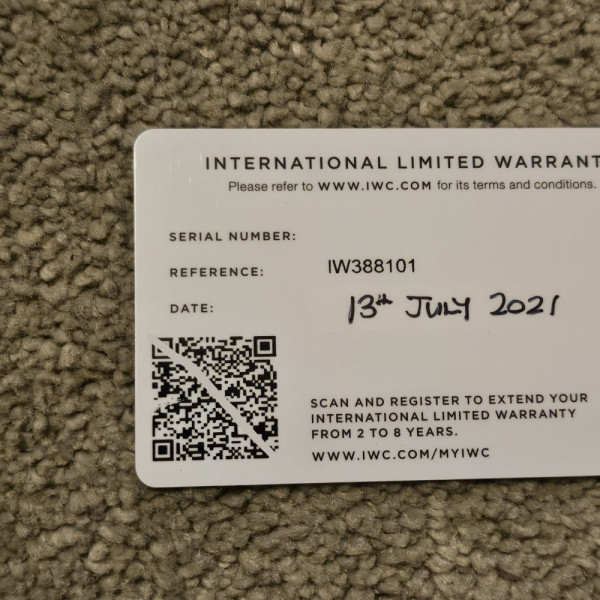 INTERNATIONAL LIMITED WARRANT
Please refer to WWW.IWC.COM for its terms and conditions.
SERIAL NUMBER:
REFERENCE: IW388101
DATE: 13th JULY 2021
SCAN AND REGISTER TO EXTEND YOUR
INTERNATIONAL LIMITED WARRANTY
FROM 2 TO 8 YEARS.
WWW.IWC.COM/MYIWC